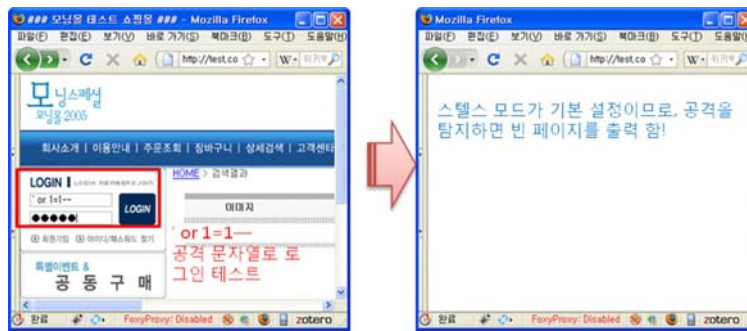 ### 모닝몰 테스트 쇼핑몰 ### - Mozilla Firefox
파일(F) 편집(E) 보기(V) 바로 가기(S) 북마크(B) 도구(T) 도움말(H)
http://test.co
W
모닝스페셜
모닝몰 2005
회사소개 | 이용안내 | 주문조회 | 장바구니 | 상세검색 | 고객센터
LOGIN LOGIN MEMBERS JOIN
' or 1=1--
●●●●●
LOGIN
회원가입 아이디/패스워드 찾기
HOME > 검색결과
이미지
' or 1=1--
공격 문자열로 로
그인 테스트
특별이벤트 &
공동구매
완료 FoxyProxy: Disabled zotero
Mozilla Firefox
파일(F) 편집(E) 보기(V) 바로 가기(S) 북마크(B) 도구(T) 도움말(H)
http://test.co
W
스텔스 모드가 기본 설정이므로, 공격을
탐지하면 빈 페이지를 출력 함!
완료 FoxyProxy: Disabled zotero